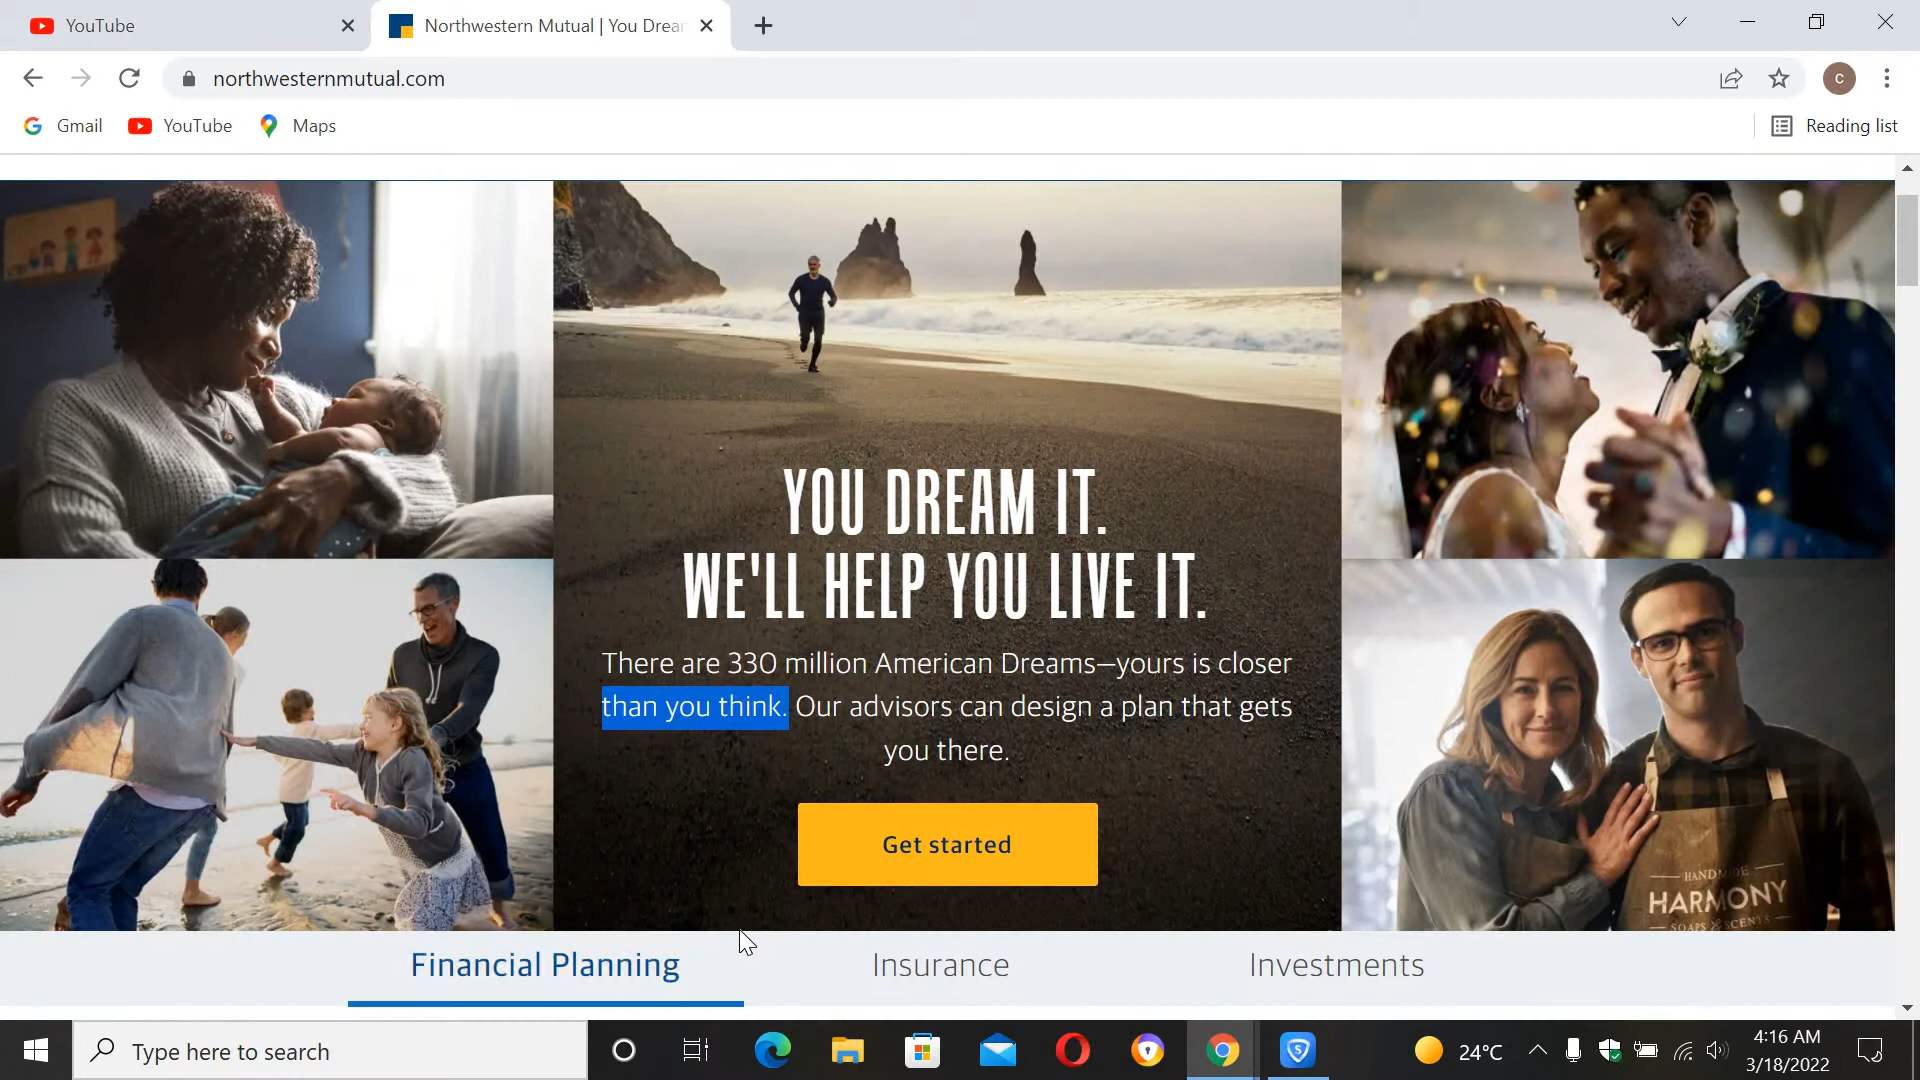 YouTube
Northwestern Mutual | You Drea
northwesternmutual.com
C
Gmail
YouTube
Maps
Reading list
YOU DREAM IT.
WE'LL HELP YOU LIVE IT.
There are 330 million American Dreams—yours is closer
than you think. Our advisors can design a plan that gets
you there.
Get started
HANDMADE
HARMONY
SOAPS & SCENTS
Financial Planning
Insurance
Investments
Type here to search
24°C
4:16 AM
3/18/2022